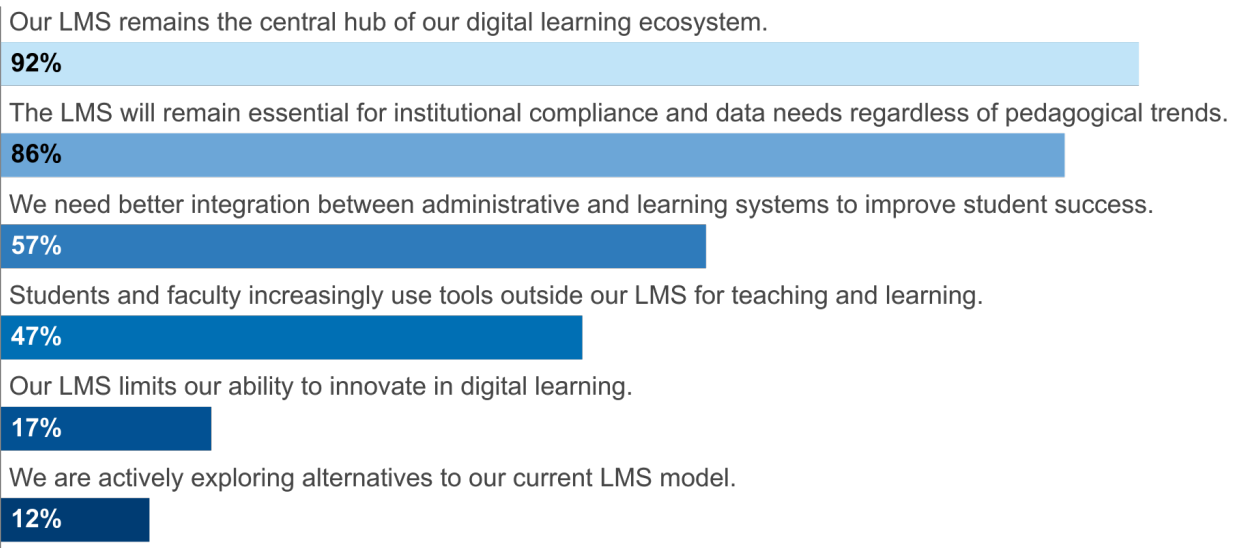 Our LMS remains the central hub of our digital learning ecosystem.
92%
The LMS will remain essential for institutional compliance and data needs regardless of pedagogical trends.
86%
We need better integration between administrative and learning systems to improve student success.
57%
Students and faculty increasingly use tools outside our LMS for teaching and learning.
47%
Our LMS limits our ability to innovate in digital learning.
17%
We are actively exploring alternatives to our current LMS model.
12%